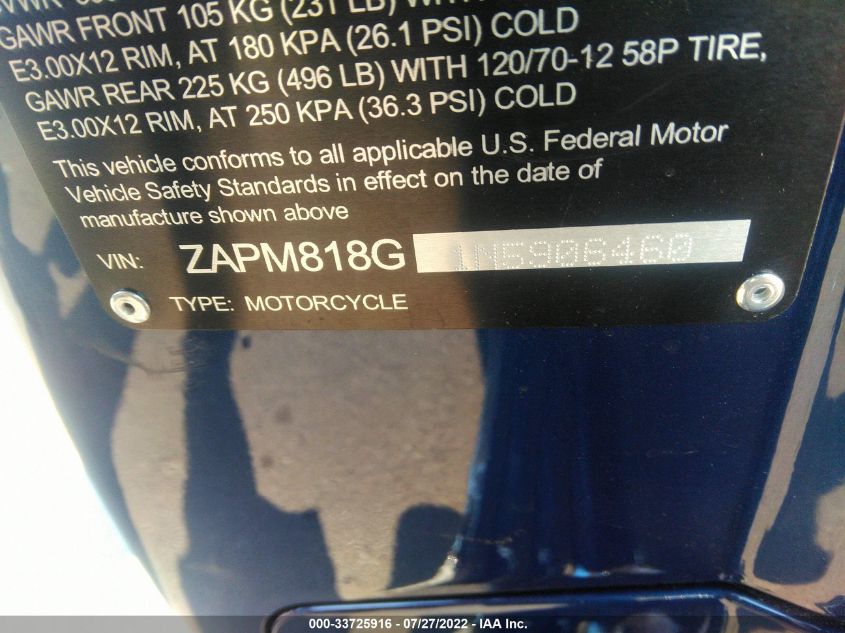 GAWR FRONT 105 KG (231 LB) WITH
E3.00X12 RIM, AT 180 KPA (26.1 PSI) COLD
GAWR REAR 225 KG (496 LB) WITH 120/70-12 58P TIRE,
E3.00X12 RIM, AT 250 KPA (36.3 PSI) COLD
This vehicle conforms to all applicable U.S. Federal Motor
Vehicle Safety Standards in effect on the date of
manufacture shown above
VIN: ZAPM818G 1N5906460
TYPE: MOTORCYCLE
000-33725916 / 07/27/2022 - IAA Inc.